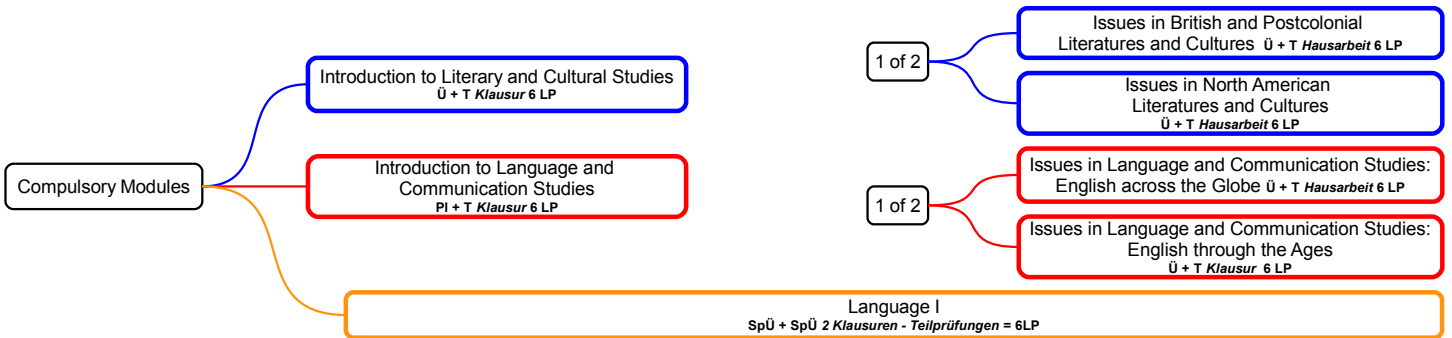 Compulsory Modules
Introduction to Literary and Cultural Studies
Ü + T Klausur 6 LP
Introduction to Language and
Communication Studies
PI + T Klausur 6 LP
1 of 2
Issues in British and Postcolonial
Literatures and Cultures Ü + T Hausarbeit 6 LP
Issues in North American
Literatures and Cultures
Ü + T Hausarbeit 6 LP
1 of 2
Issues in Language and Communication Studies:
English across the Globe Ü + T Hausarbeit 6 LP
Issues in Language and Communication Studies:
English through the Ages
Ü + T Klausur 6 LP
Language I
SpÜ + SpÜ 2 Klausuren - Teilprüfungen = 6LP